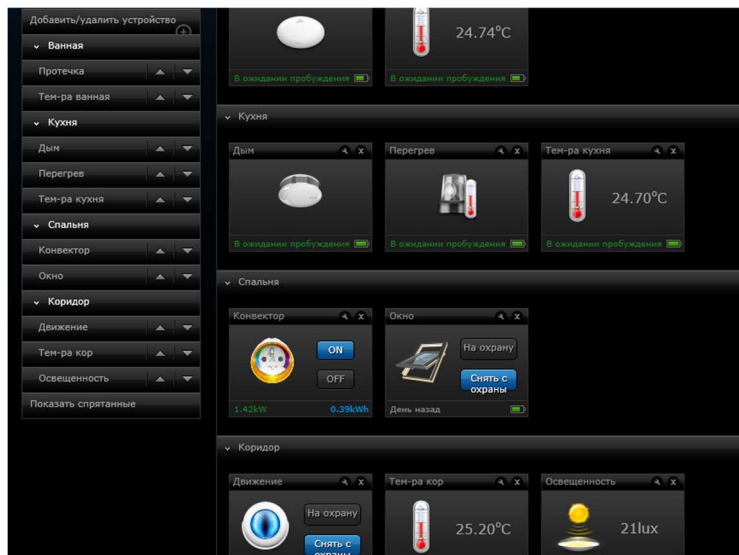 Добавить/удалить устройство
Ванная
Протечка
Тем-ра ванная
Кухня
Дым
Перегрев
Тем-ра кухня
Спальня
Конвектор
Окно
Коридор
Движение
Тем-ра кор
Освещенность
Показать спрятанные
24.74°C
В ожидании пробуждения
В ожидании пробуждения
Кухня
Дым
Перегрев
Тем-ра кухня
24.70°C
В ожидании пробуждения
В ожидании пробуждения
В ожидании пробуждения
Спальня
Конвектор
Окно
ON
OFF
На охрану
Снять с
охраны
1.42kW
0.39kWh
День назад
Коридор
Движение
Тем-ра кор
Освещенность
На охрану
Снять с
охраны
25.20°C
21lux